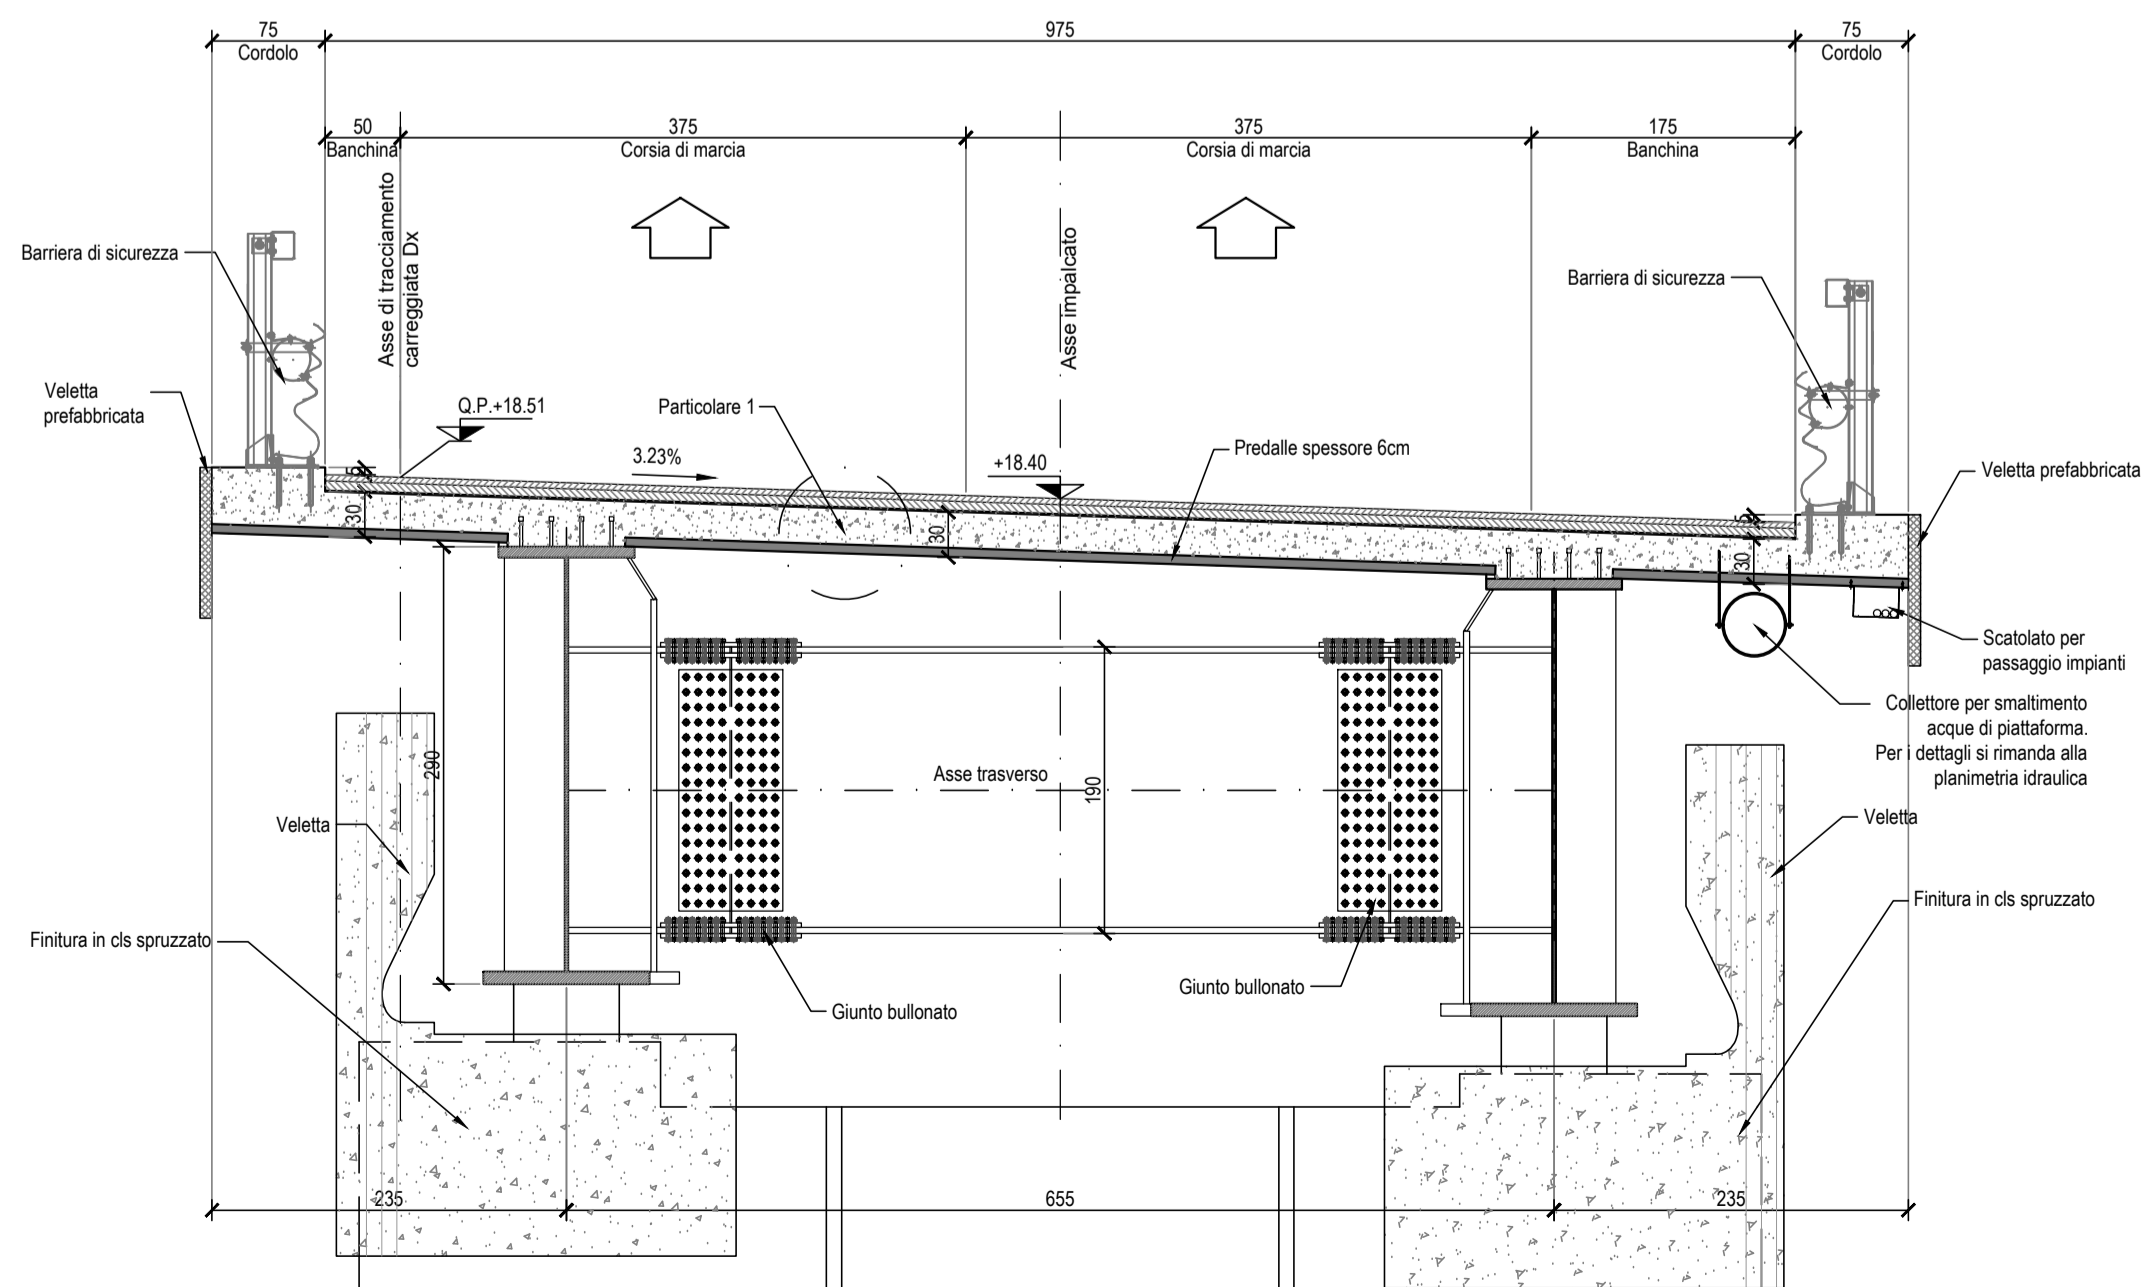 75
975
75
Cordolo
Cordolo
50
375
375
175
Banchina
Corsia di marcia
Corsia di marcia
Banchina
Asse di tracciamento
carreggiata Dx
Asse impalcato
Barriera di sicurezza
Barriera di sicurezza
Veletta
prefabbricata
Q.P.+18.51
Particolare 1
3.23%
+18.40
Predalle spessore 6cm
Veletta prefabbricata
5
30
30
5
30
Scatolato per
passaggio impianti
Collettore per smaltimento
acque di piattaforma.
Per i dettagli si rimanda alla
planimetria idraulica
290
Asse trasverso
190
Veletta
Veletta
Finitura in cls spruzzato
Finitura in cls spruzzato
Giunto bullonato
Giunto bullonato
235
655
235